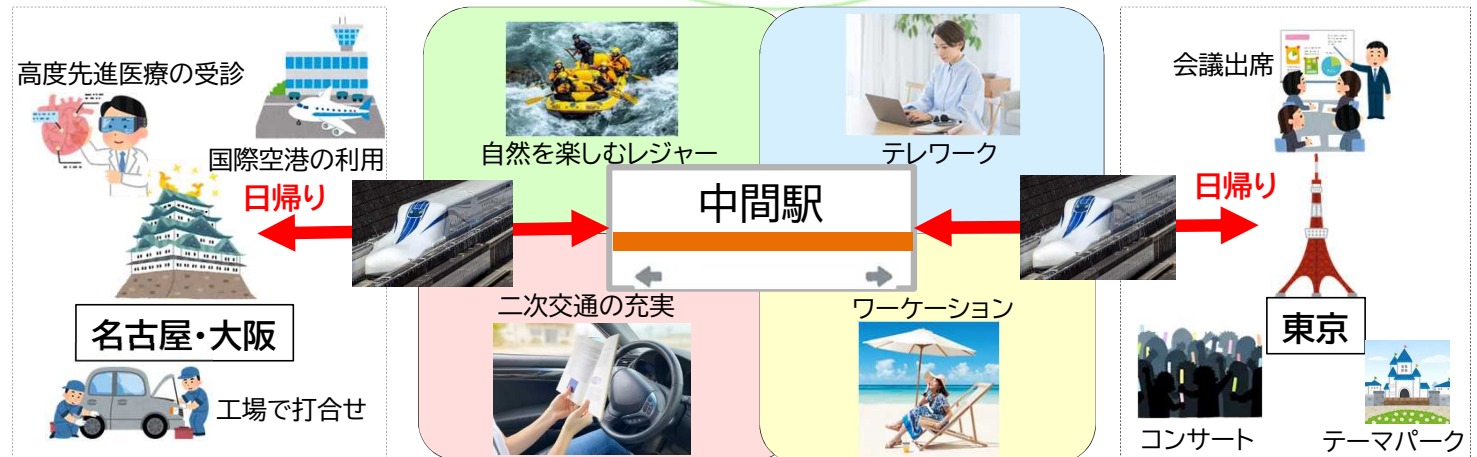 高度先進医療の受診
国際空港の利用
日帰り
名古屋・大阪
工場で打合せ
自然を楽しむレジャー
テレワーク
中間駅
二次交通の充実
ワーケーション
会議出席
日帰り
東京
コンサート
テーマパーク